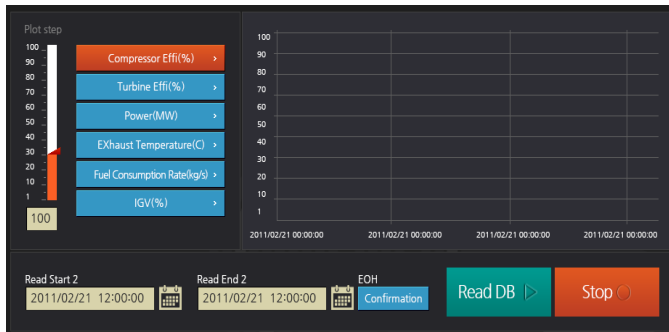 Plot step
100
90
80
70
60
50
40
30
20
10
1
100
Compressor Effi(%) ›
Turbine Effi(%) ›
Power(MW) ›
EXhaust Temperature(C) ›
Fuel Consumption Rate(kg/s) ›
IGV(%) ›
100
90
80
70
60
50
40
30
20
10
1
2011/02/21 00:00:00 2011/02/21 00:00:00 2011/02/21 00:00:00 2011/02/21 00:00:00
Read Start 2
2011/02/21 12:00:00
Read End 2
2011/02/21 12:00:00
EOH
Confirmation
Read DB
Stop